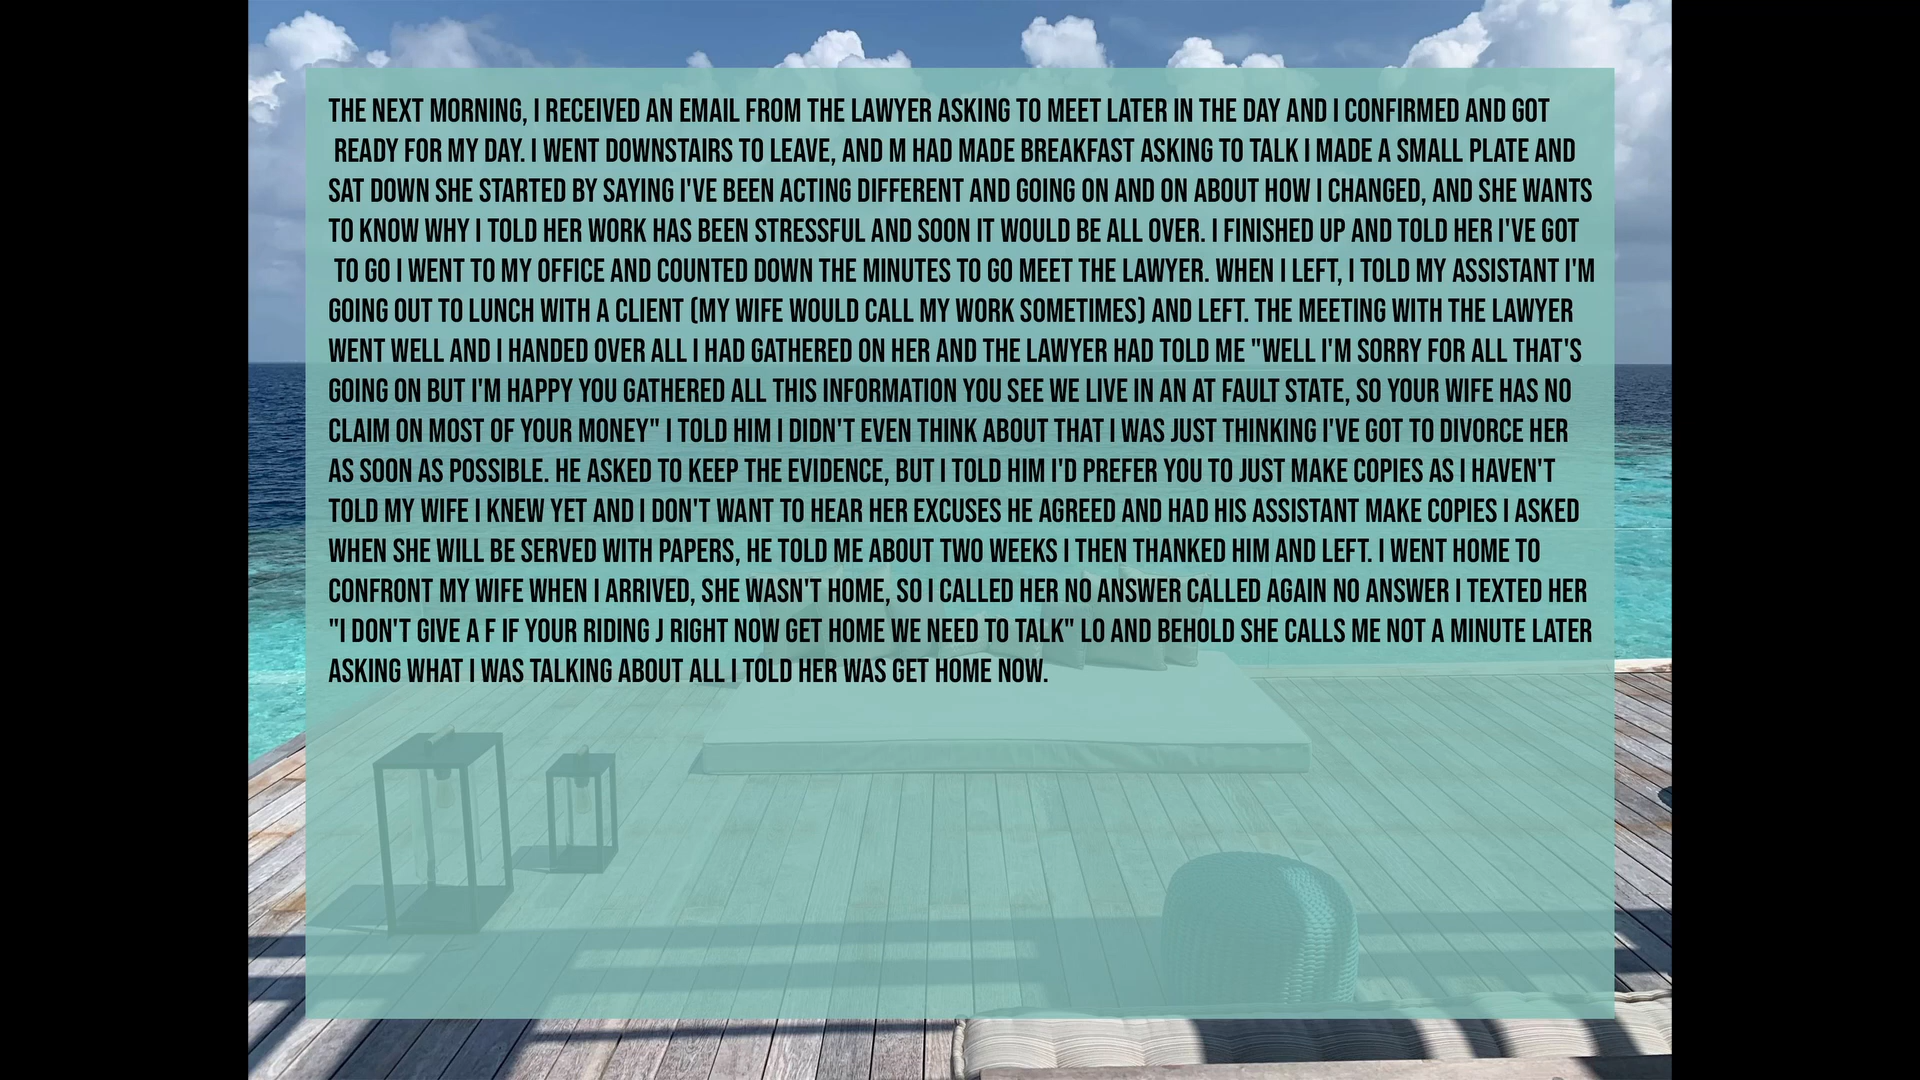 THE NEXT MORNING, I RECEIVED AN EMAIL FROM THE LAWYER ASKING TO MEET LATER IN THE DAY AND I CONFIRMED AND GOT
READY FOR MY DAY. I WENT DOWNSTAIRS TO LEAVE, AND M HAD MADE BREAKFAST ASKING TO TALK I MADE A SMALL PLATE AND
SAT DOWN SHE STARTED BY SAYING I'VE BEEN ACTING DIFFERENT AND GOING ON AND ON ABOUT HOW I CHANGED, AND SHE WANTS
TO KNOW WHY I TOLD HER WORK HAS BEEN STRESSFUL AND SOON IT WOULD BE ALL OVER. I FINISHED UP AND TOLD HER I'VE GOT
TO GO I WENT TO MY OFFICE AND COUNTED DOWN THE MINUTES TO GO MEET THE LAWYER. WHEN I LEFT, I TOLD MY ASSISTANT I'M
GOING OUT TO LUNCH WITH A CLIENT (MY WIFE WOULD CALL MY WORK SOMETIMES) AND LEFT. THE MEETING WITH THE LAWYER
WENT WELL AND I HANDED OVER ALL I HAD GATHERED ON HER AND THE LAWYER HAD TOLD ME "WELL I'M SORRY FOR ALL THAT'S
GOING ON BUT I'M HAPPY YOU GATHERED ALL THIS INFORMATION YOU SEE WE LIVE IN AN AT FAULT STATE, SO YOUR WIFE HAS NO
CLAIM ON MOST OF YOUR MONEY" I TOLD HIM I DIDN'T EVEN THINK ABOUT THAT I WAS JUST THINKING I'VE GOT TO DIVORCE HER
AS SOON AS POSSIBLE. HE ASKED TO KEEP THE EVIDENCE, BUT I TOLD HIM I'D PREFER YOU TO JUST MAKE COPIES AS I HAVEN'T
TOLD MY WIFE I KNEW YET AND I DON'T WANT TO HEAR HER EXCUSES HE AGREED AND HAD HIS ASSISTANT MAKE COPIES I ASKED
WHEN SHE WILL BE SERVED WITH PAPERS, HE TOLD ME ABOUT TWO WEEKS I THEN THANKED HIM AND LEFT. I WENT HOME TO
CONFRONT MY WIFE WHEN I ARRIVED, SHE WASN'T HOME, SO I CALLED HER NO ANSWER CALLED AGAIN NO ANSWER I TEXTED HER
"I DON'T GIVE A F IF YOUR RIDING J RIGHT NOW GET HOME WE NEED TO TALK" LO AND BEHOLD SHE CALLS ME NOT A MINUTE LATER
ASKING WHAT I WAS TALKING ABOUT ALL I TOLD HER WAS GET HOME NOW.